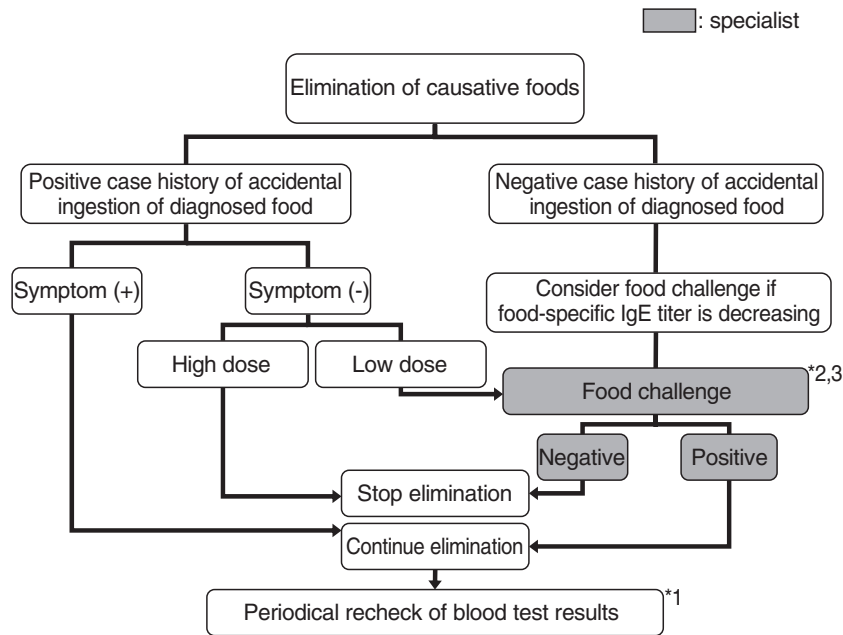 : specialist
Elimination of causative foods
Positive case history of accidental
ingestion of diagnosed food
Negative case history of accidental
ingestion of diagnosed food
Symptom (+)
Symptom (-)
Consider food challenge if
food-specific IgE titer is decreasing
High dose
Low dose
Food challenge
*2,3
Negative
Positive
Stop elimination
Continue elimination
Periodical recheck of blood test results
*1